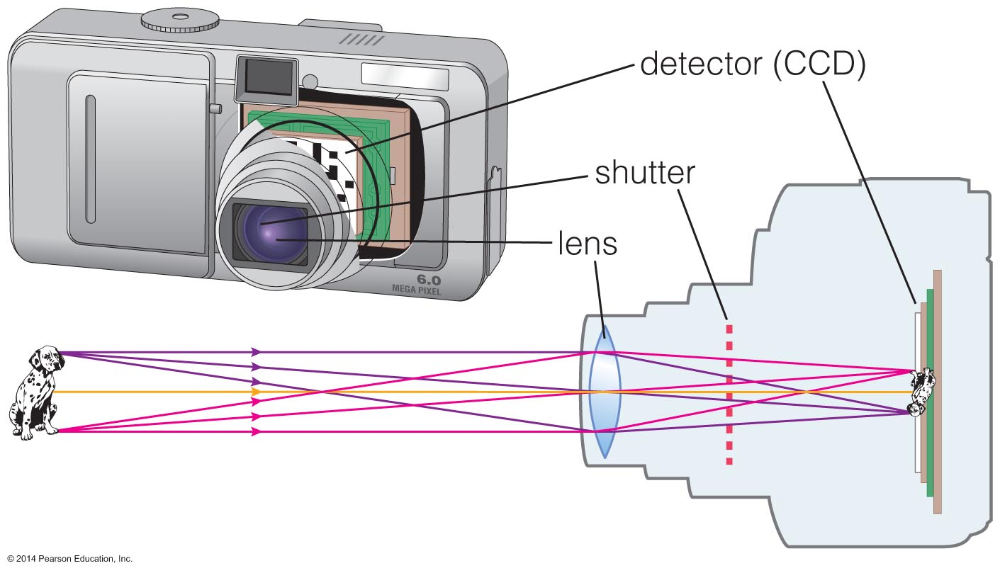 detector (CCD)
shutter
lens
6.0
MEGA PIXEL
© 2014 Pearson Education, Inc.